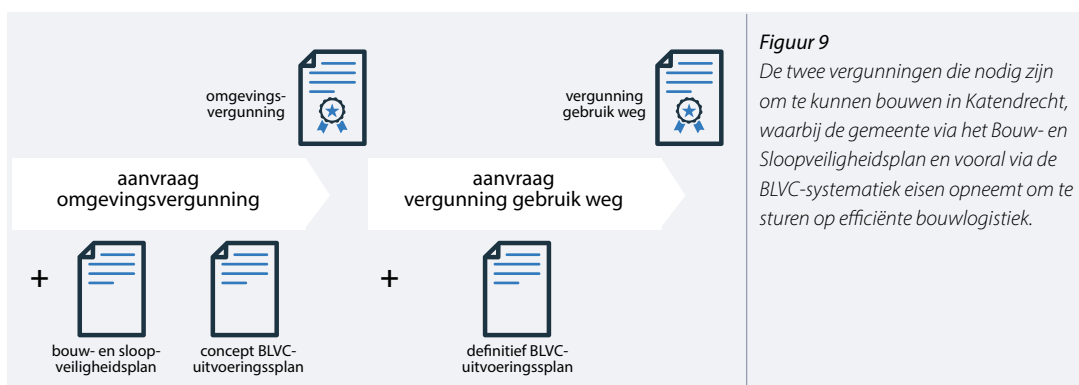 omgevings-
vergunning
vergunning
gebruik weg
aanvraag
omgevingsvergunning
aanvraag
vergunning gebruik weg
+
+
bouw- en sloop-
veiligheidsplan
concept BLVC-
uitvoeringssplan
definitief BLVC-
uitvoeringssplan
Figuur 9
De twee vergunningen die nodig zijn
om te kunnen bouwen in Katendrecht,
waarbij de gemeente via het Bouw- en
Sloopveiligheidsplan en vooral via de
BLVC-systematiek eisen opneemt om te
sturen op efficiënte bouwlogistiek.